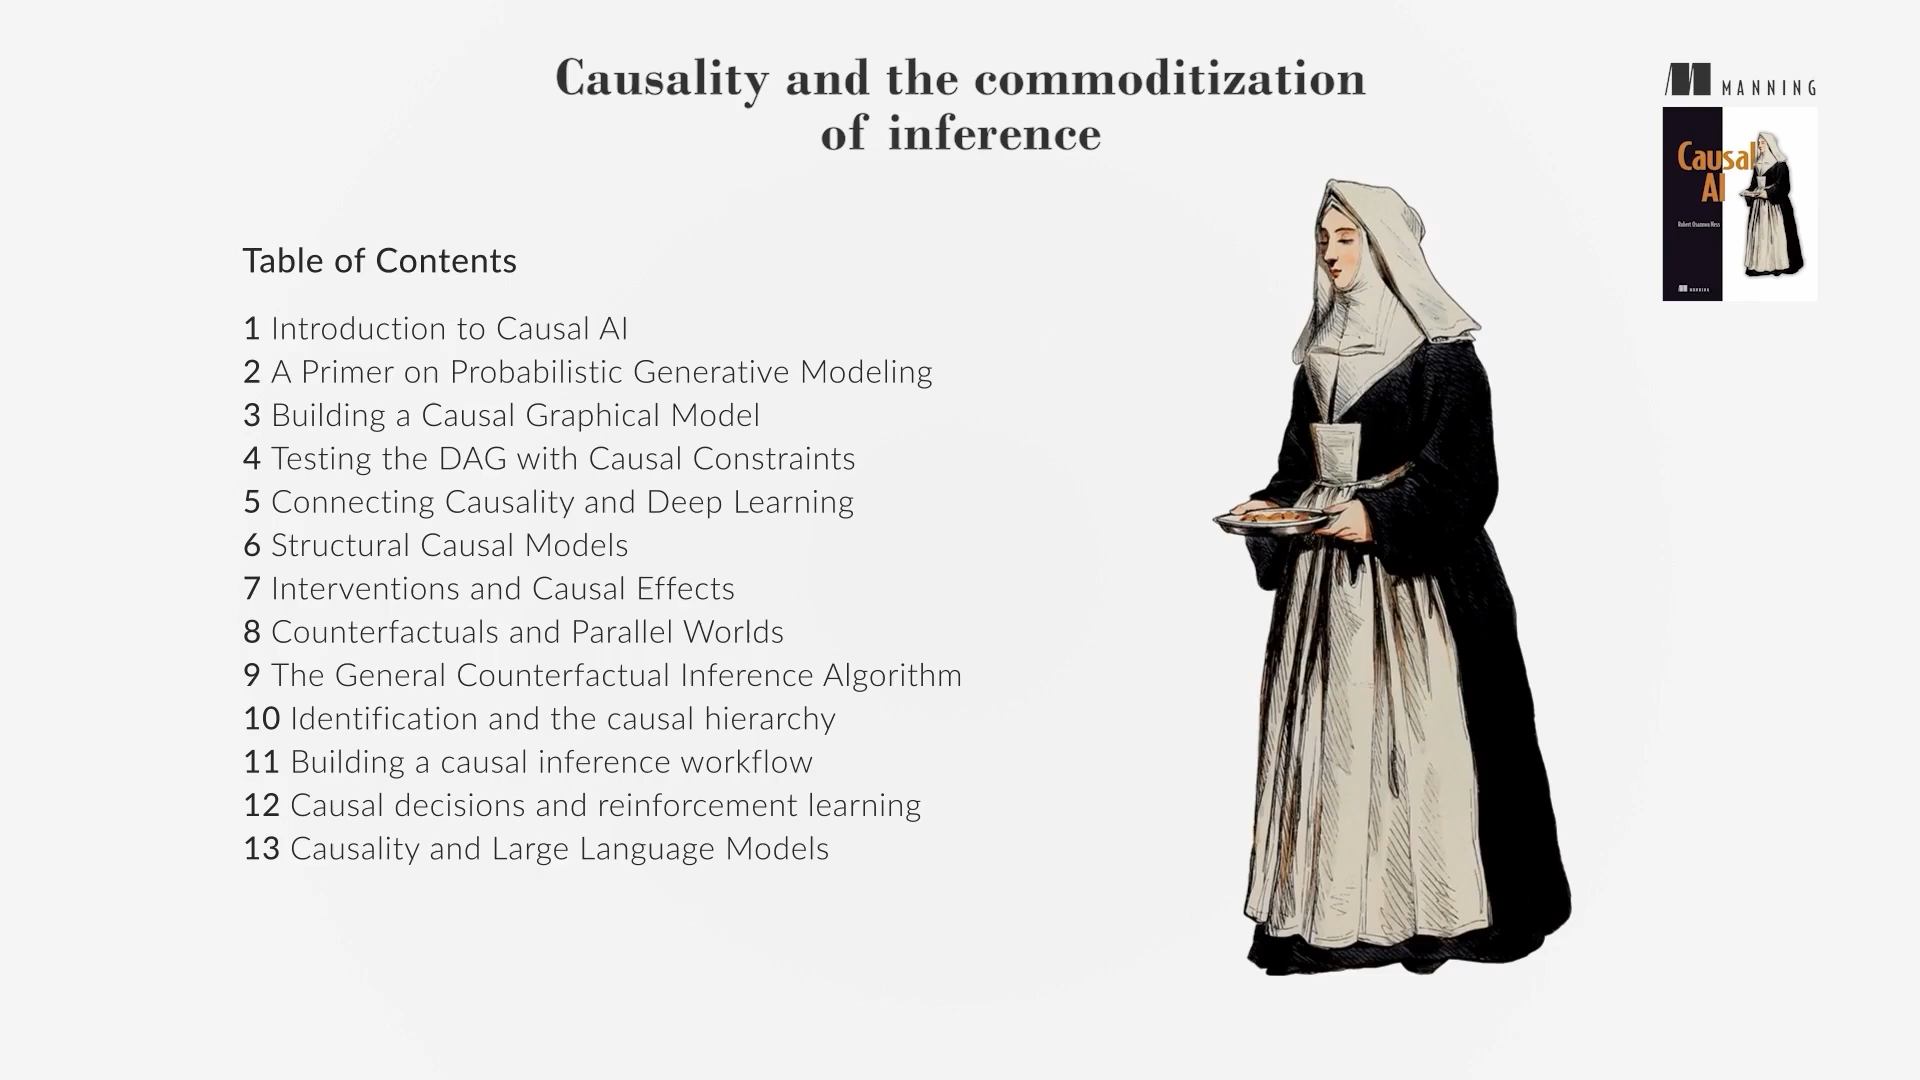 Causality and the commoditization
of inference
MANNING
Causal
AI
Robert Osazuwa Ness
MANNING
Table of Contents
1 Introduction to Causal AI
2 A Primer on Probabilistic Generative Modeling
3 Building a Causal Graphical Model
4 Testing the DAG with Causal Constraints
5 Connecting Causality and Deep Learning
6 Structural Causal Models
7 Interventions and Causal Effects
8 Counterfactuals and Parallel Worlds
9 The General Counterfactual Inference Algorithm
10 Identification and the causal hierarchy
11 Building a causal inference workflow
12 Causal decisions and reinforcement learning
13 Causality and Large Language Models